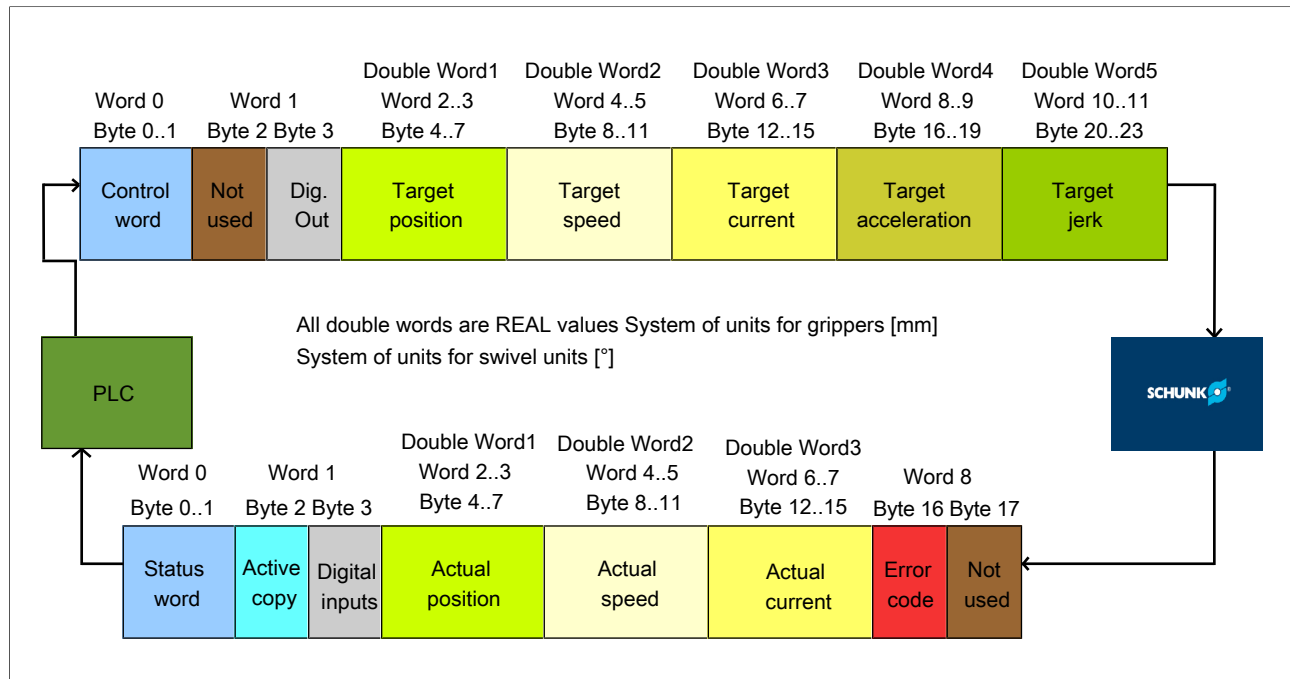 Double Word1 Double Word2 Double Word3 Double Word4 Double Word5
Word 0 Word 1 Word 2..3 Word 4..5 Word 6..7 Word 8..9 Word 10..11
Byte 0..1 Byte 2 Byte 3 Byte 4..7 Byte 8..11 Byte 12..15 Byte 16..19 Byte 20..23
Control word
Not used
Dig. Out
Target position
Target speed
Target current
Target acceleration
Target jerk
All double words are REAL values System of units for grippers [mm]
System of units for swivel units [°]
PLC
SCHUNK
Double Word1 Double Word2 Double Word3
Word 0 Word 1 Word 2..3 Word 4..5 Word 6..7 Word 8
Byte 0..1 Byte 2 Byte 3 Byte 4..7 Byte 8..11 Byte 12..15 Byte 16 Byte 17
Status word
Active copy
Digital inputs
Actual position
Actual speed
Actual current
Error code
Not used